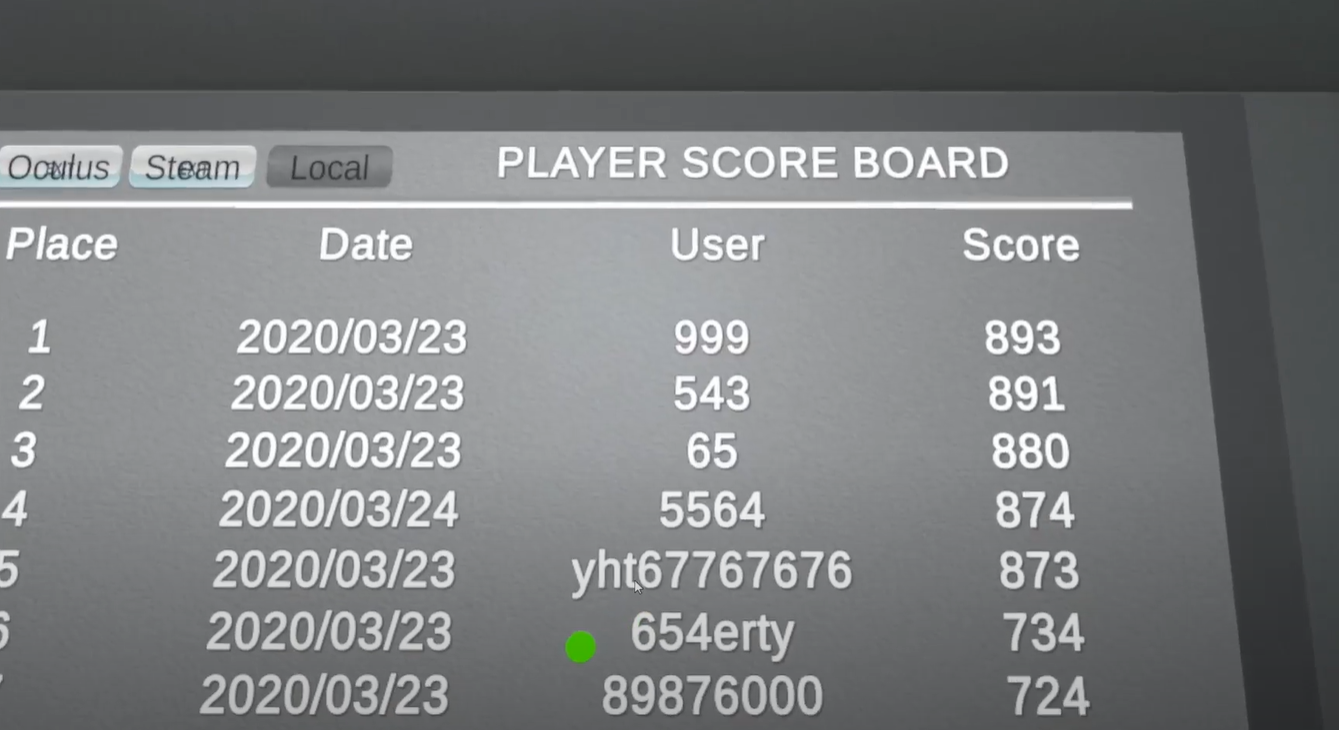 Oculus Steam Local PLAYER SCORE BOARD
Place Date User Score
1 2020/03/23 999 893
2 2020/03/23 543 891
3 2020/03/23 65 880
4 2020/03/24 5564 874
5 2020/03/23 yht67767676 873
6 2020/03/23 654erty 734
2020/03/23 89876000 724